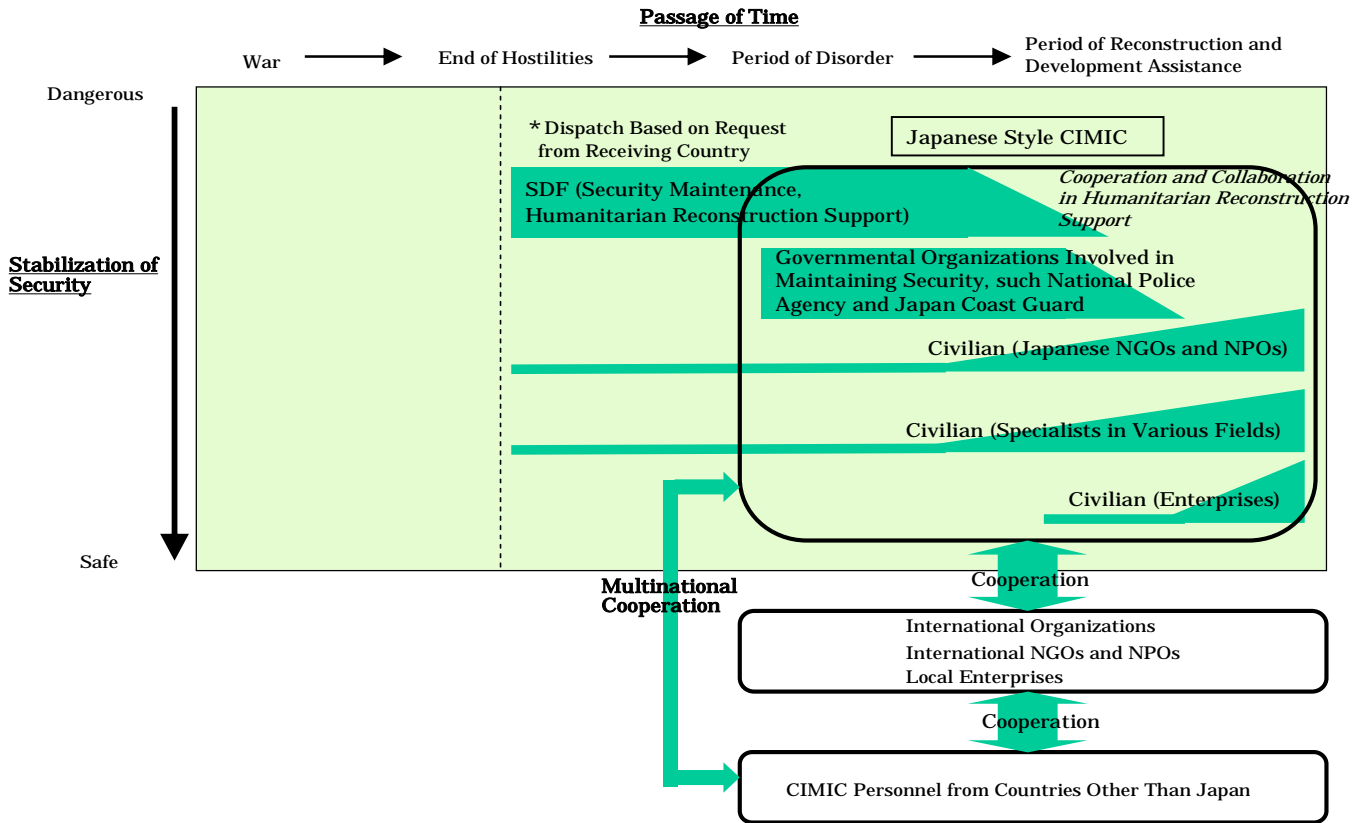 Passage of Time
War
End of Hostilities
Period of Disorder
Period of Reconstruction and
Development Assistance
Dangerous
* Dispatch Based on Request
from Receiving Country
Japanese Style CIMIC
SDF (Security Maintenance,
Humanitarian Reconstruction Support)
Cooperation and Collaboration
in Humanitarian Reconstruction
Support
Stabilization of
Security
Governmental Organizations Involved in
Maintaining Security, such National Police
Agency and Japan Coast Guard
Civilian (Japanese NGOs and NPOs)
Civilian (Specialists in Various Fields)
Civilian (Enterprises)
Safe
Multinational
Cooperation
Cooperation
International Organizations
International NGOs and NPOs
Local Enterprises
Cooperation
CIMIC Personnel from Countries Other Than Japan